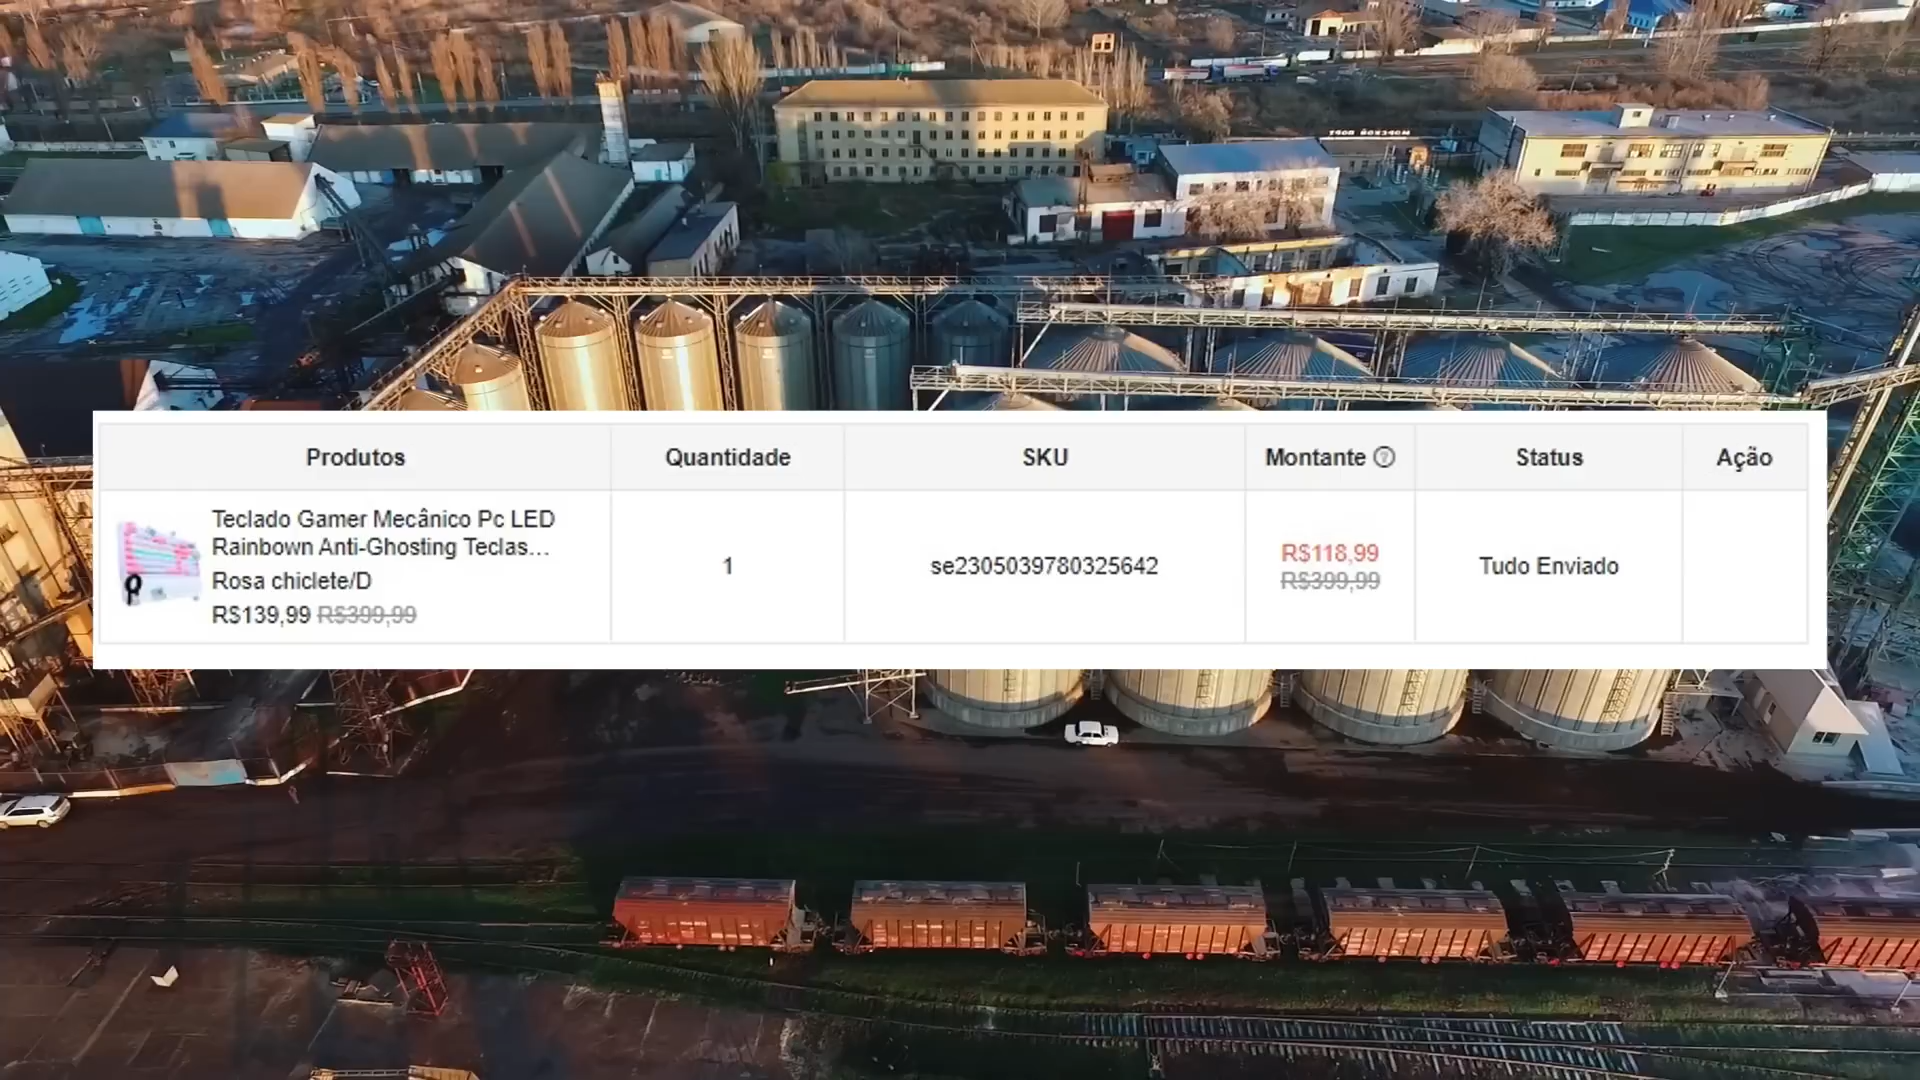 Produtos Quantidade SKU Montante ? Status Ação
Teclado Gamer Mecânico Pc LED
Rainbown Anti-Ghosting Teclas...
Rosa chiclete/D
R$139,99 R$399,99
1
se2305039780325642
R$118,99
R$399,99
Tudo Enviado